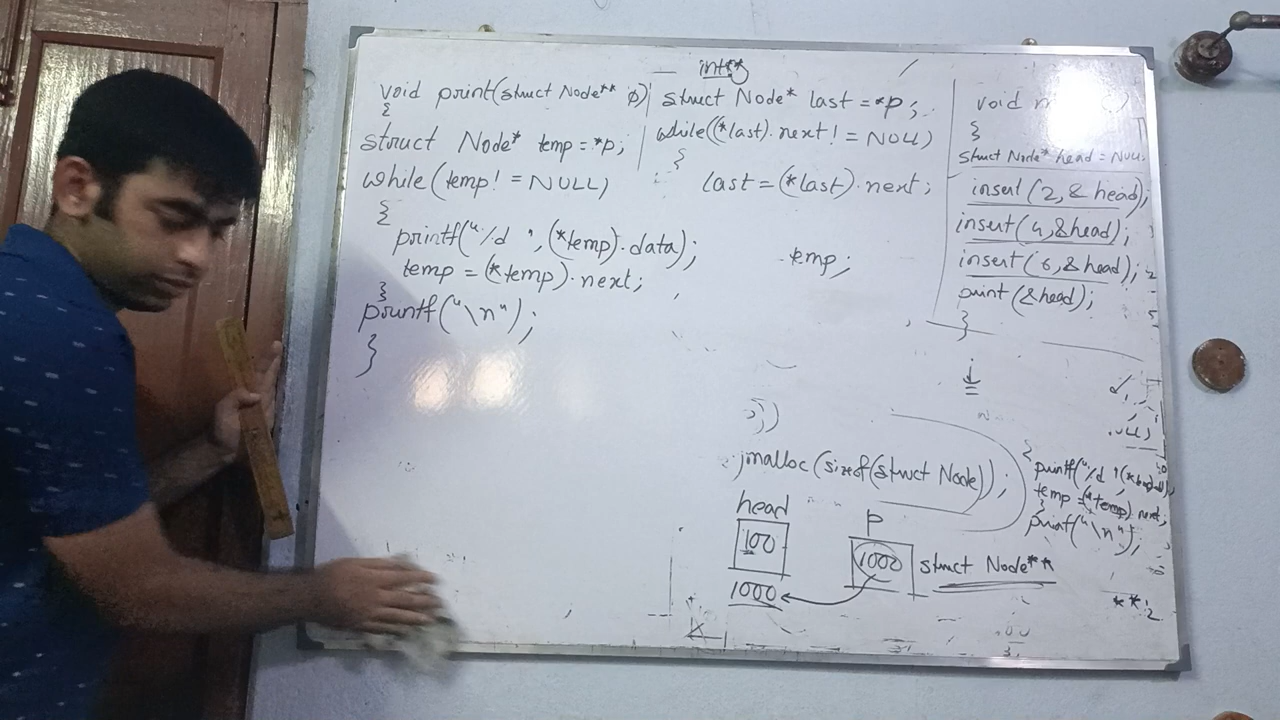 int**
void print(struct Node** p)
{
struct Node* temp = *p;
while(temp! = NULL)
{
printf("/d ", (*temp).data);
temp = (*temp).next;
}
printf("\n");
}
struct Node* last = *p;
while((*last).next! = NULL)
{
last = (*last).next;
temp;
void
{
struct Node* head = NULL
insert(2, & head);
insert(4,&head);
insert(6,&head);
print(&head);
}
malloc(sizeof(struct Node));
head
100
1000
p
1000
struct Node**
{
printf("/d
temp = (*temp).next;
}
printf("\n");
**